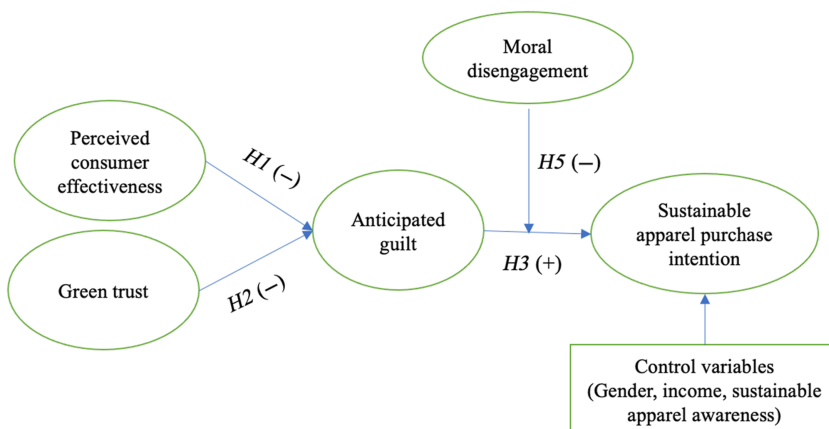 Moral
disengagement
Perceived
consumer
effectiveness
H1 (–)
H5 (–)
Anticipated
guilt
Sustainable
apparel purchase
intention
H3 (+)
Green trust
H2 (–)
Control variables
(Gender, income, sustainable
apparel awareness)